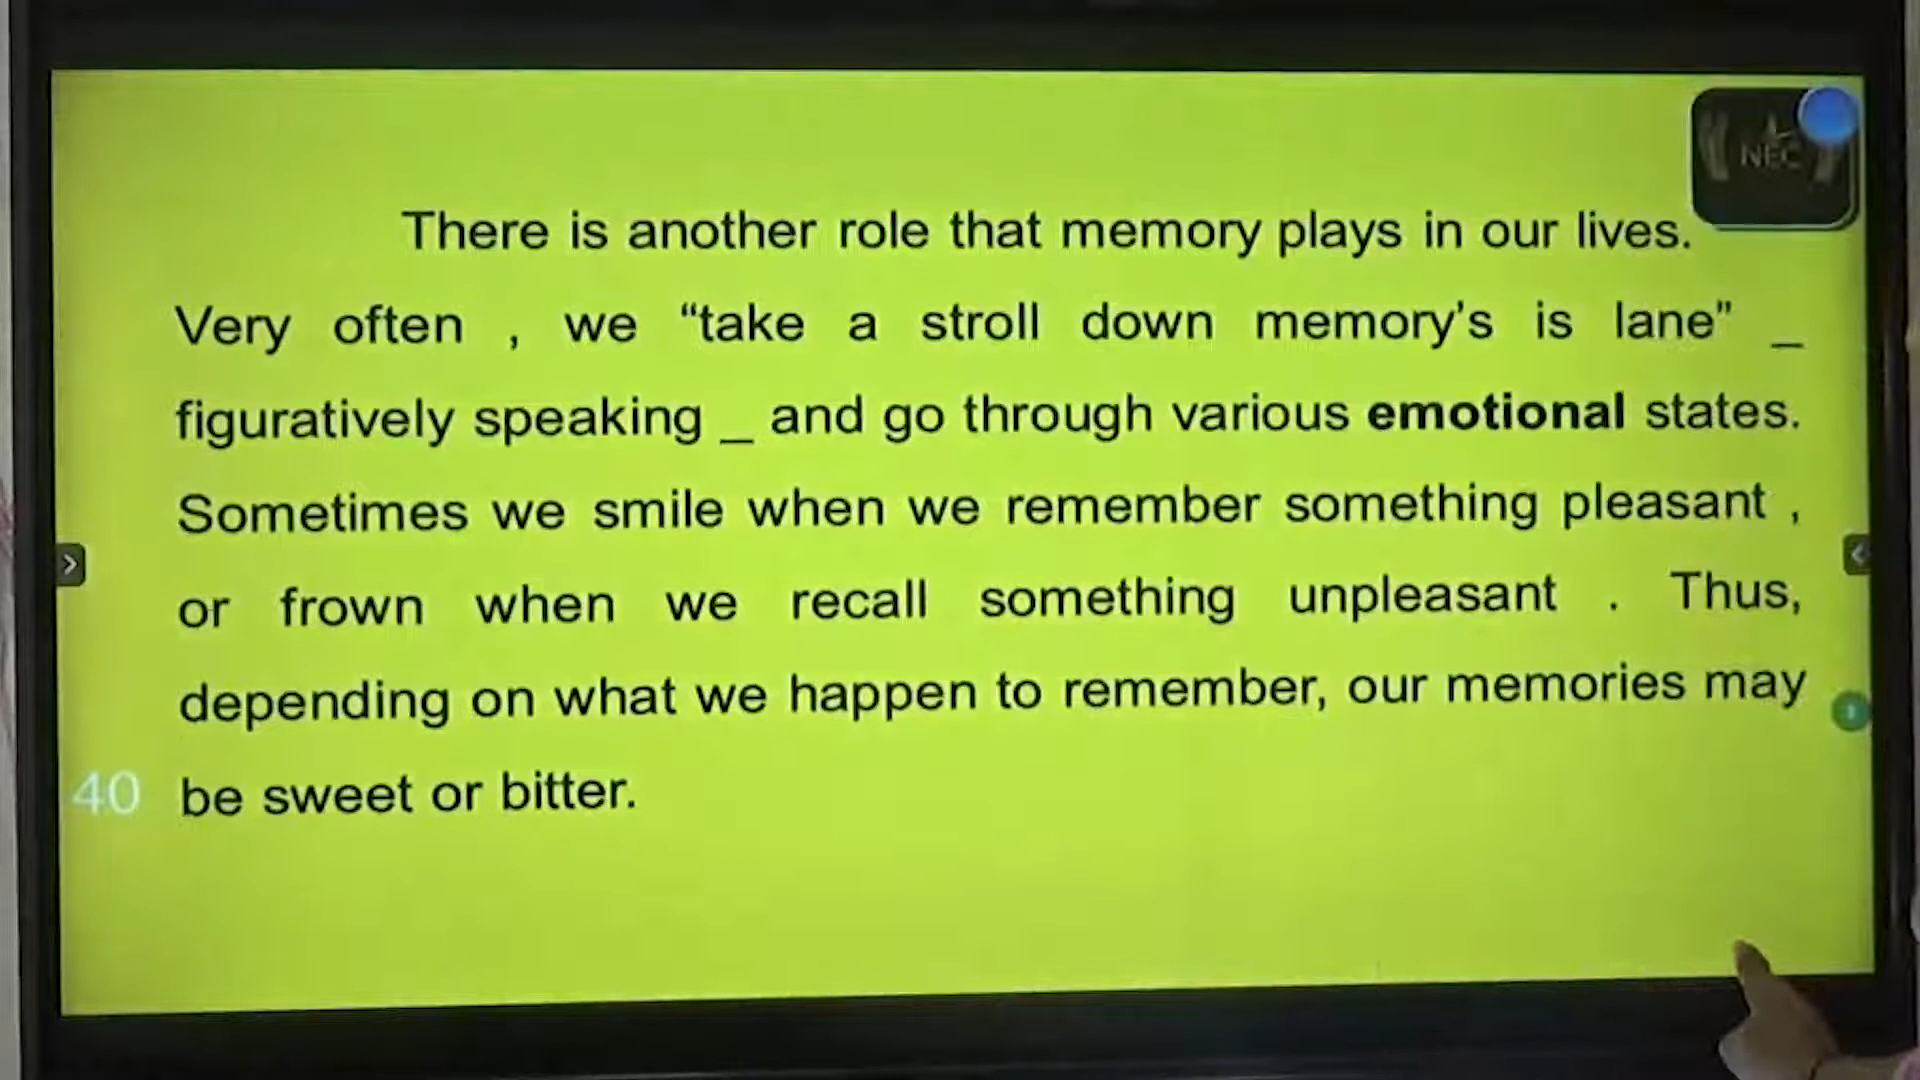 NEC
There is another role that memory plays in our lives.
Very often , we “take a stroll down memory’s is lane” _
figuratively speaking _ and go through various emotional states.
Sometimes we smile when we remember something pleasant ,
or frown when we recall something unpleasant . Thus,
depending on what we happen to remember, our memories may
40 be sweet or bitter.